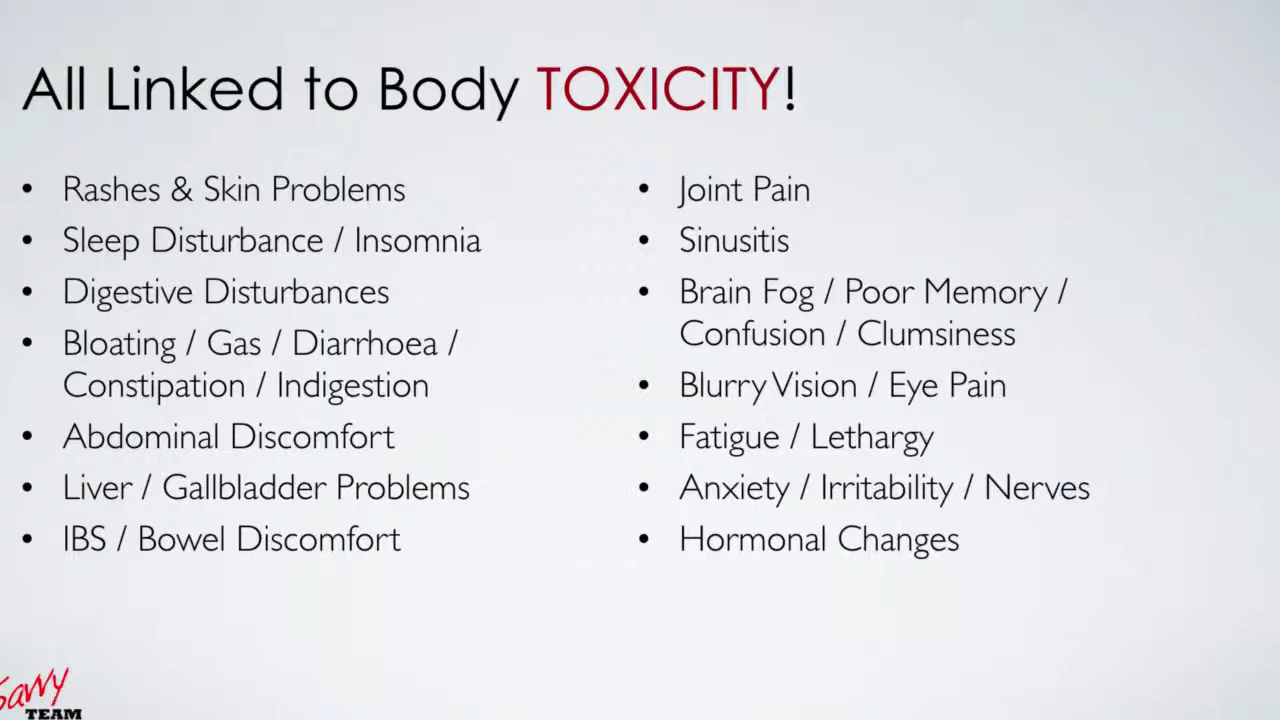 All Linked to Body TOXICITY!
• Rashes & Skin Problems
• Sleep Disturbance / Insomnia
• Digestive Disturbances
• Bloating / Gas / Diarrhoea /
Constipation / Indigestion
• Abdominal Discomfort
• Liver / Gallbladder Problems
• IBS / Bowel Discomfort
• Joint Pain
• Sinusitis
• Brain Fog / Poor Memory /
Confusion / Clumsiness
• Blurry Vision / Eye Pain
• Fatigue / Lethargy
• Anxiety / Irritability / Nerves
• Hormonal Changes
Savvy
TEAM